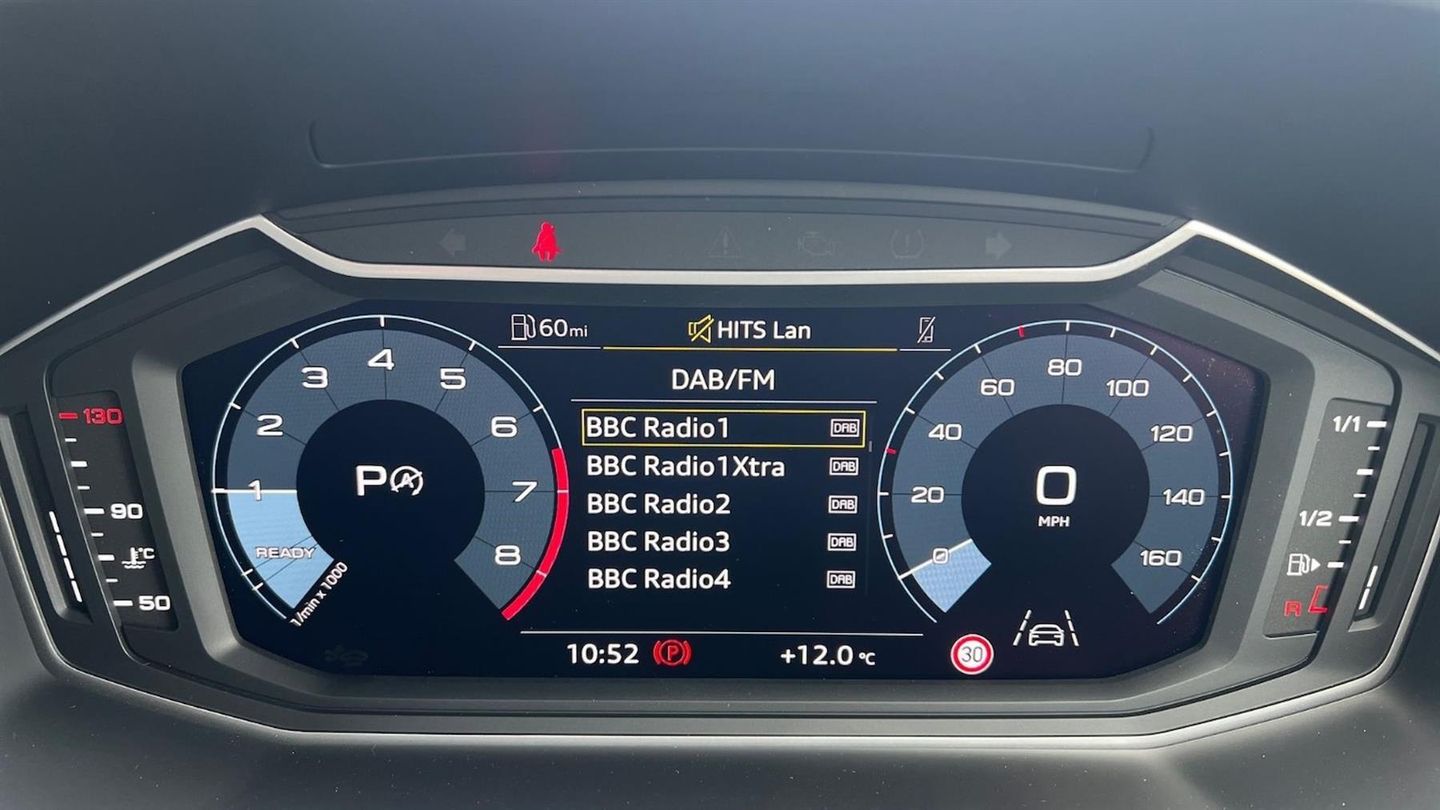 60mi
HITS Lan
DAB/FM
BBC Radio1 DAB
BBC Radio1Xtra DAB
BBC Radio2 DAB
BBC Radio3 DAB
BBC Radio4 DAB
10:52 P +12.0 °C
30
130
90
°C
50
1
2
3
4
5
6
7
8
READY
1/min x 1000
P A
0
20
40
60
80
100
120
140
160
0
MPH
1/1
1/2
R